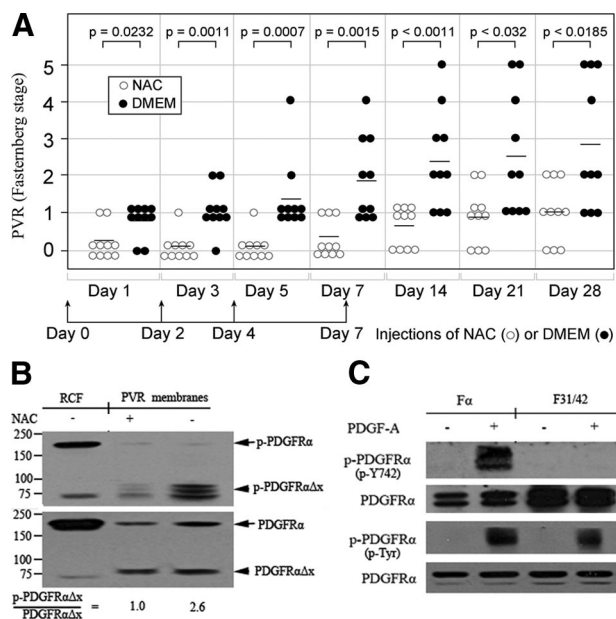 A
p = 0.0232 p = 0.0011 p = 0.0007 p = 0.0015 p < 0.0011 p < 0.032 p < 0.0185
PVR (Fasternberg stage)
5
4
3
2
1
0
○ NAC
● DMEM
Day 1 Day 3 Day 5 Day 7 Day 14 Day 21 Day 28
Day 0 Day 2 Day 4 Day 7 Injections of NAC (○) or DMEM (●)
B
RCF PVR membranes
NAC - + -
250
150
100
75
p-PDGFRα
p-PDGFRαΔx
250
150
100
75
PDGFRα
PDGFRαΔx
p-PDGFRαΔx
PDGFRαΔx
= 1.0 2.6
C
Fα F31/42
PDGF-A - + - +
p-PDGFRα
(p-Y742)
PDGFRα
p-PDGFRα
(p-Tyr)
PDGFRα